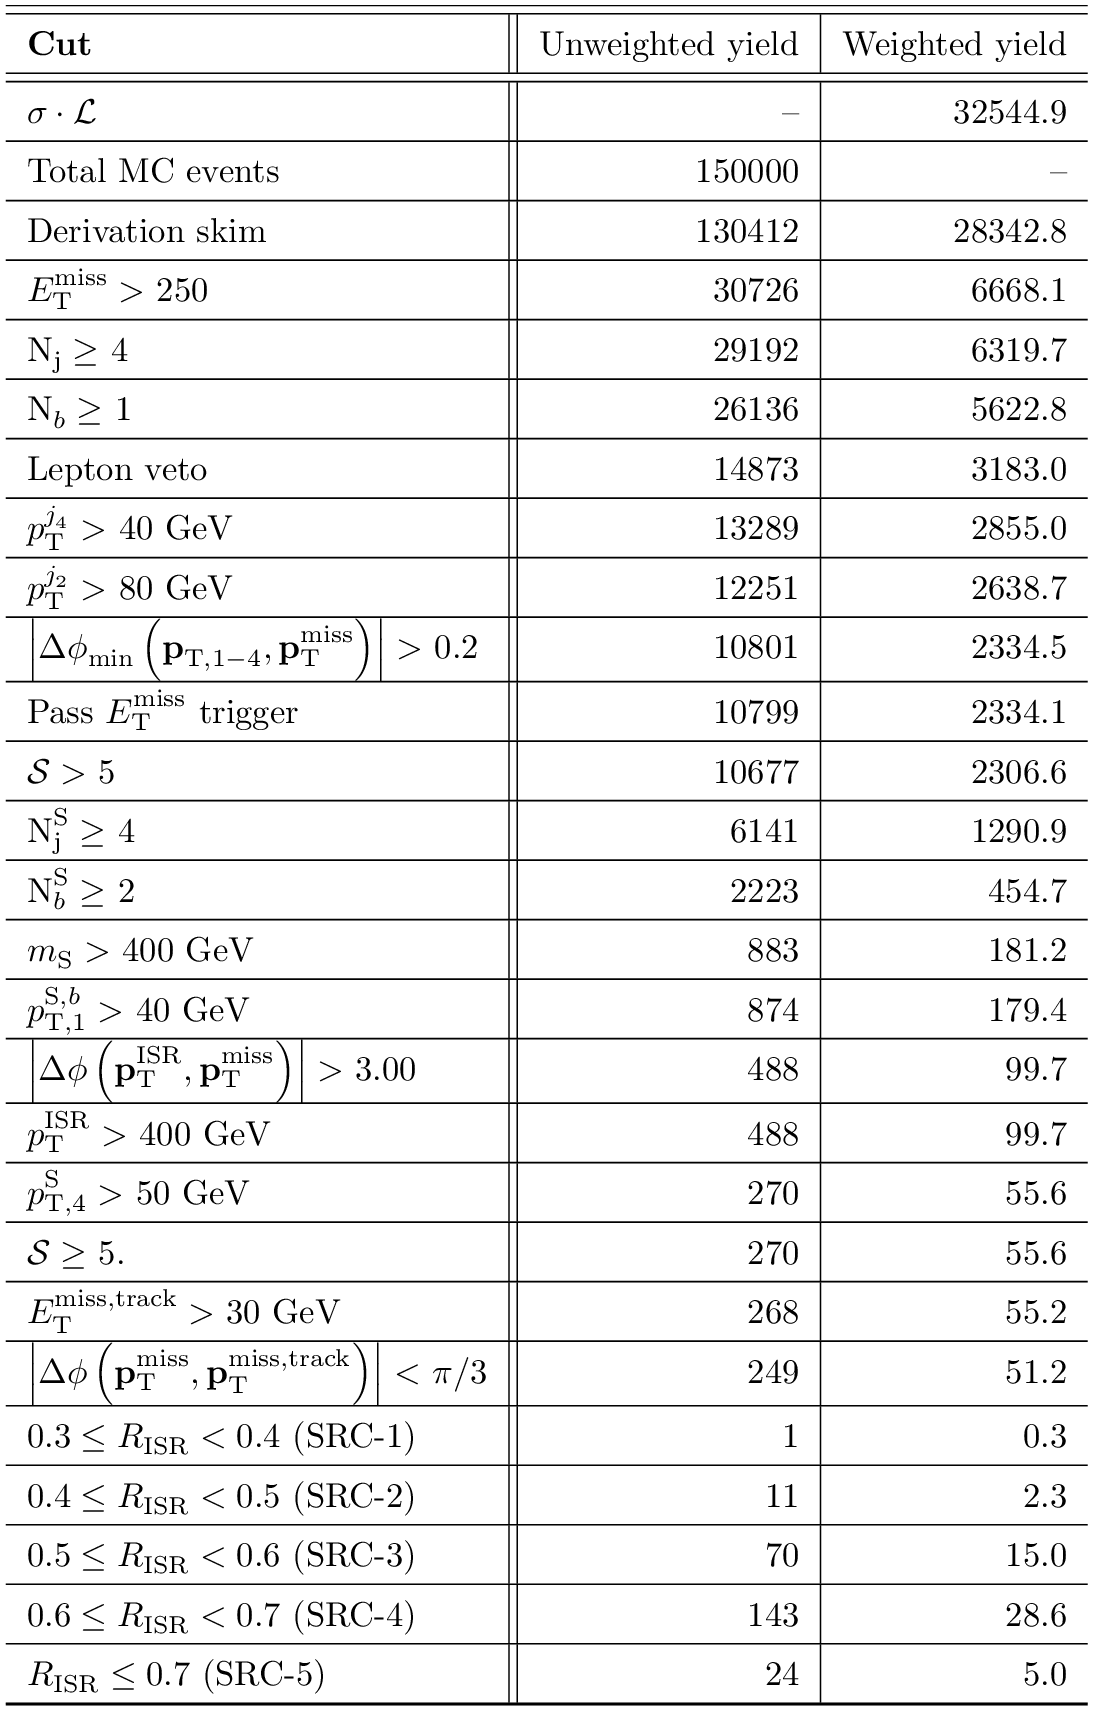 Cut Unweighted yield Weighted yield
σ · ℒ – 32544.9
Total MC events 150000 –
Derivation skim 130412 28342.8
E_T^miss > 250 30726 6668.1
N_j ≥ 4 29192 6319.7
N_b ≥ 1 26136 5622.8
Lepton veto 14873 3183.0
p_T^{j_4} > 40 GeV 13289 2855.0
p_T^{j_2} > 80 GeV 12251 2638.7
|Δϕ_min (p_{T,1−4}, p_T^miss)| > 0.2 10801 2334.5
Pass E_T^miss trigger 10799 2334.1
𝒮 > 5 10677 2306.6
N_j^S ≥ 4 6141 1290.9
N_b^S ≥ 2 2223 454.7
m_S > 400 GeV 883 181.2
p_{T,1}^{S,b} > 40 GeV 874 179.4
|Δϕ (p_T^ISR, p_T^miss)| > 3.00 488 99.7
p_T^ISR > 400 GeV 488 99.7
p_{T,4}^S > 50 GeV 270 55.6
𝒮 ≥ 5. 270 55.6
E_T^{miss,track} > 30 GeV 268 55.2
|Δϕ (p_T^miss, p_T^{miss,track})| < π/3 249 51.2
0.3 ≤ R_ISR < 0.4 (SRC-1) 1 0.3
0.4 ≤ R_ISR < 0.5 (SRC-2) 11 2.3
0.5 ≤ R_ISR < 0.6 (SRC-3) 70 15.0
0.6 ≤ R_ISR < 0.7 (SRC-4) 143 28.6
R_ISR ≤ 0.7 (SRC-5) 24 5.0